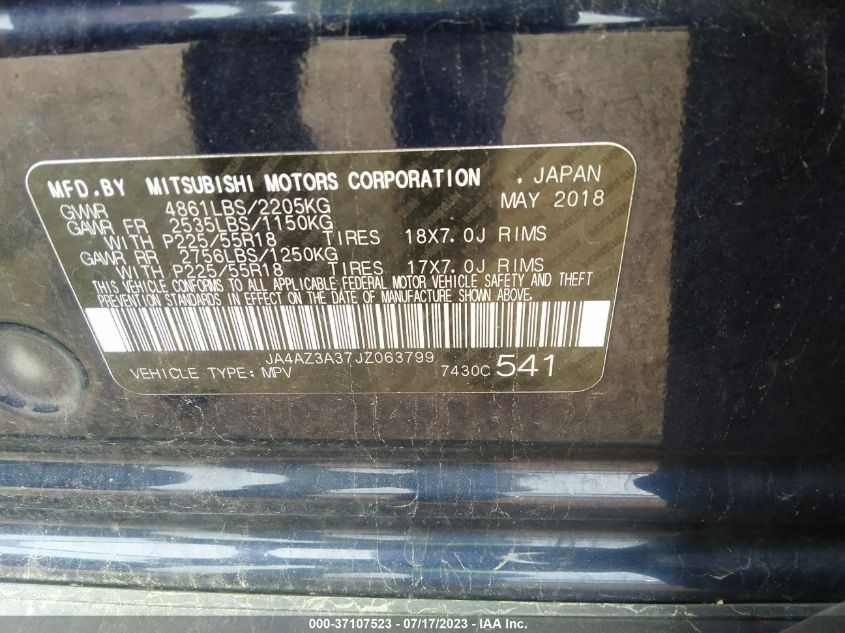 MFD.BY MITSUBISHI MOTORS CORPORATION , JAPAN
GVWR 4861LBS/2205KG MAY 2018
GAWR FR 2535LBS/1150KG
WITH P225/55R18 TIRES 18X7.0J RIMS
GAWR RR 2756LBS/1250KG
WITH P225/55R18 TIRES 17X7.0J RIMS
THIS VEHICLE CONFORMS TO ALL APPLICABLE FEDERAL MOTOR VEHICLE SAFETY AND THEFT
PREVENTION STANDARDS IN EFFECT ON THE DATE OF MANUFACTURE SHOWN ABOVE.
JA4AZ3A37JZ063799
VEHICLE TYPE: MPV 7430C 541
000-37107523 - 07/17/2023 - IAA Inc.